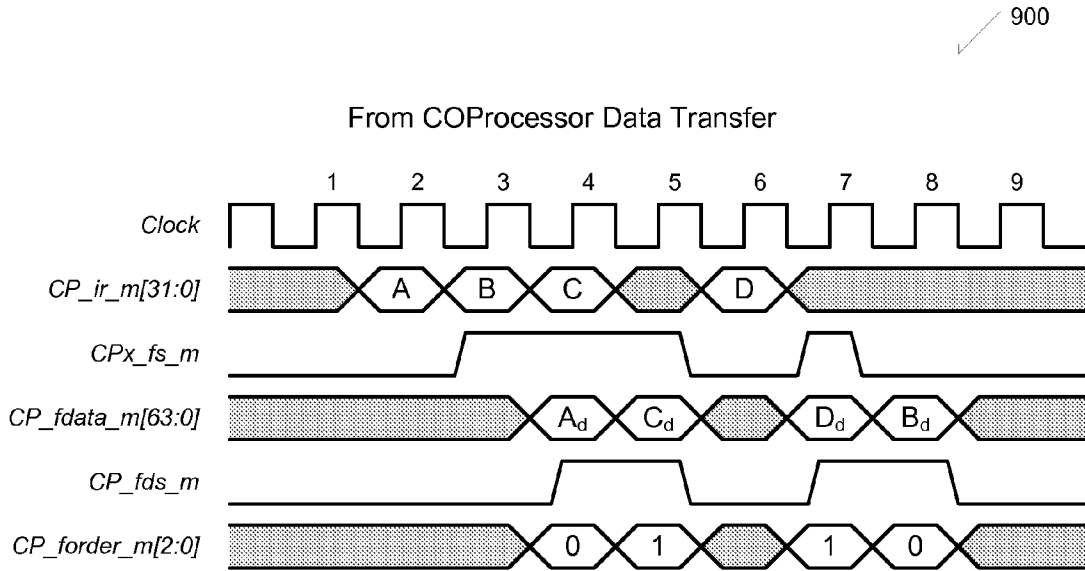 900
From COProcessor Data Transfer
1 2 3 4 5 6 7 8 9
Clock
CP_ir_m[31:0] A B C D
CPx_fs_m
CP_fdata_m[63:0] Ad Cd Dd Bd
CP_fds_m
CP_forder_m[2:0] 0 1 1 0